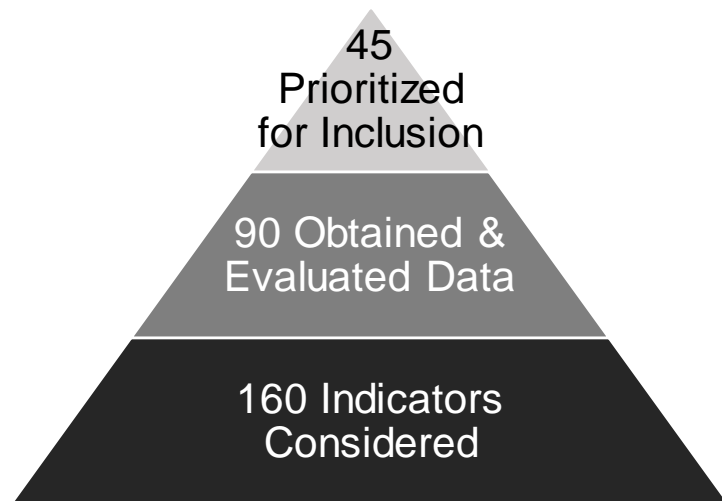 45
Prioritized
for Inclusion
90 Obtained &
Evaluated Data
160 Indicators
Considered